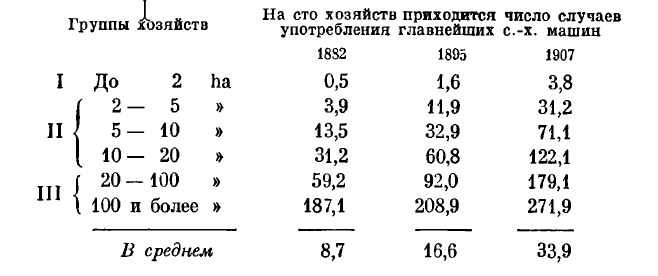 Группы хозяйств
На сто хозяйств приходится число случаев
употребления главнейших с.-х. машин
1882 1895 1907
I До 2 ha 0,5 1,6 3,8
II
2 — 5 » 3,9 11,9 31,2
5 — 10 » 13,5 32,9 71,1
10 — 20 » 31,2 60,8 122,1
III
20 — 100 » 59,2 92,0 179,1
100 и более » 187,1 208,9 271,9
В среднем 8,7 16,6 33,9